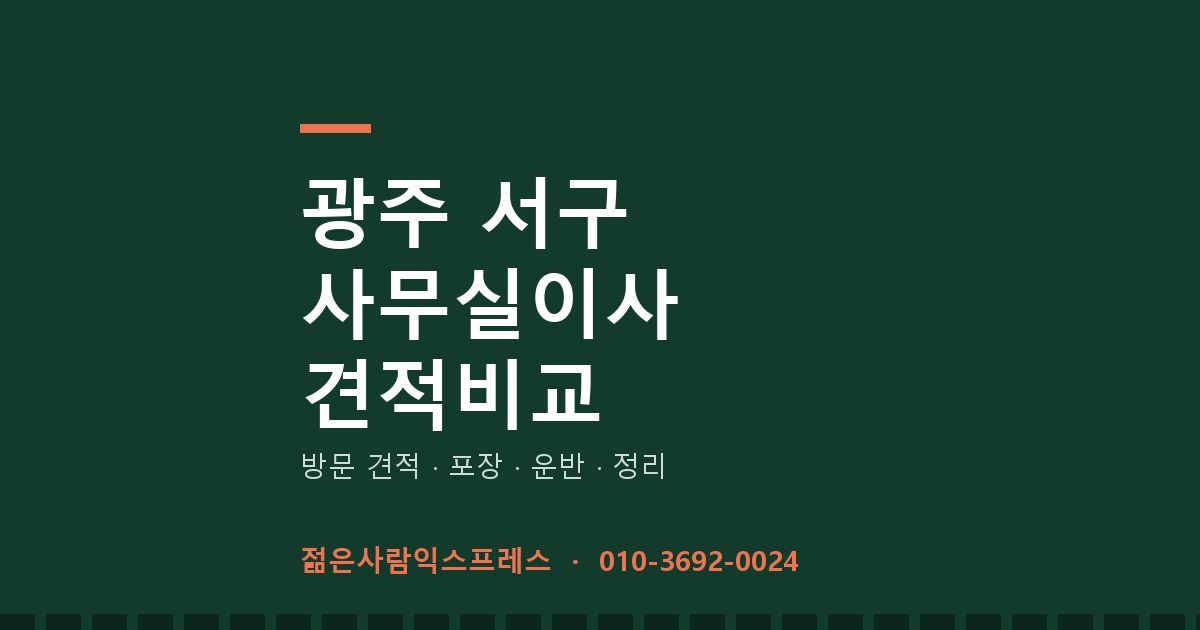 광주 서구
사무실이사
견적비교
방문 견적 · 포장 · 운반 · 정리
젊은사람익스프레스 · 010-3692-0024